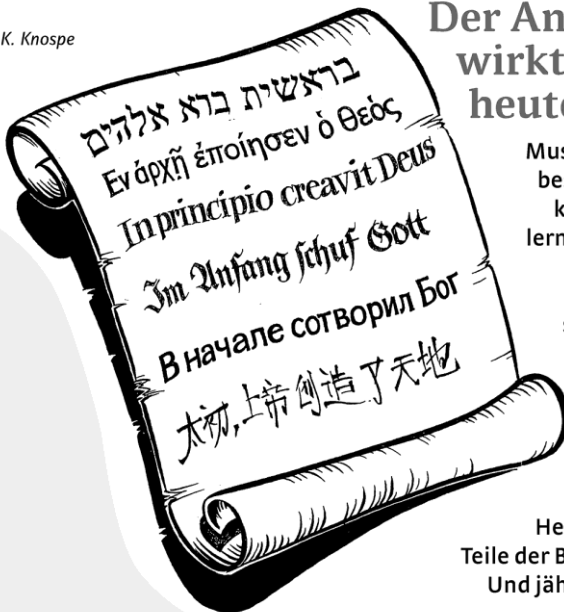 K. Knospe
Der An
wirkt
heute
Mus
be
k
lern
בראשית ברא אלהים
Εν ἀρχῇ ἐποίησεν ὁ Θεός
In principio creavit Deus
Im Anfang ſchuf Gott
В начале сотворил Бог
太初,上帝创造了天地
He
Teile der B
Und jäh